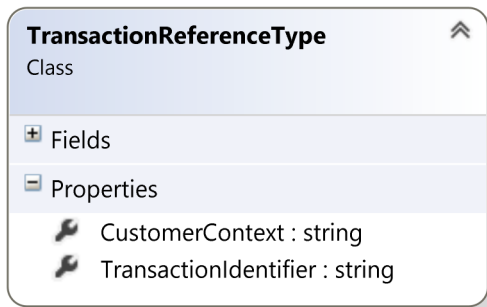 TransactionReferenceType
Class
Fields
Properties
CustomerContext : string
TransactionIdentifier : string